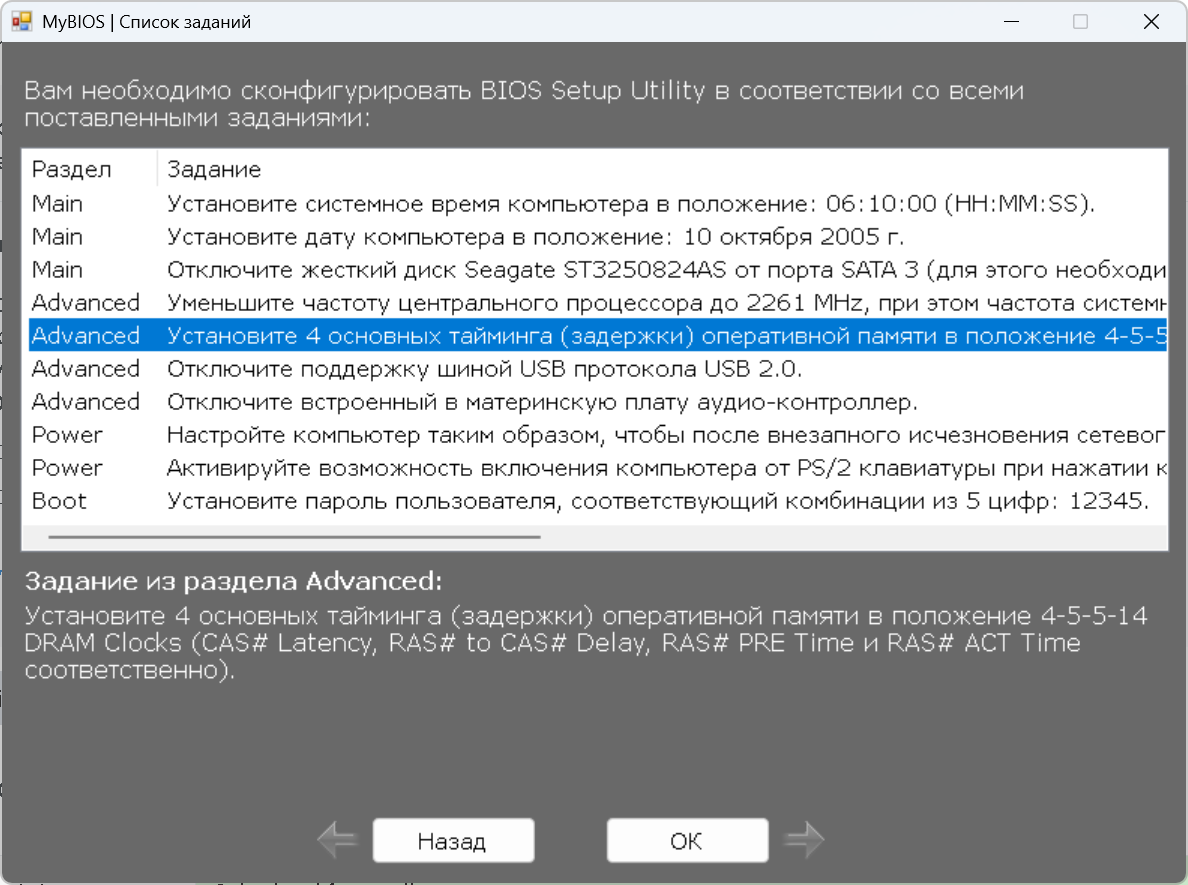 MyBIOS | Список заданий
Вам необходимо сконфигурировать BIOS Setup Utility в соответствии со всеми
поставленными заданиями:
Раздел Задание
Main Установите системное время компьютера в положение: 06:10:00 (HH:MM:SS).
Main Установите дату компьютера в положение: 10 октября 2005 г.
Main Отключите жесткий диск Seagate ST3250824AS от порта SATA 3 (для этого необходи
Advanced Уменьшите частоту центрального процессора до 2261 MHz, при этом частота систем
Advanced Установите 4 основных тайминга (задержки) оперативной памяти в положение 4-5-5
Advanced Отключите поддержку шиной USB протокола USB 2.0.
Advanced Отключите встроенный в материнскую плату аудио-контроллер.
Power Настройте компьютер таким образом, чтобы после внезапного исчезновения сетевог
Power Активируйте возможность включения компьютера от PS/2 клавиатуры при нажатии к
Boot Установите пароль пользователя, соответствующий комбинации из 5 цифр: 12345.
Задание из раздела Advanced:
Установите 4 основных тайминга (задержки) оперативной памяти в положение 4-5-5-14
DRAM Clocks (CAS# Latency, RAS# to CAS# Delay, RAS# PRE Time и RAS# ACT Time
соответственно).
Назад
ОК